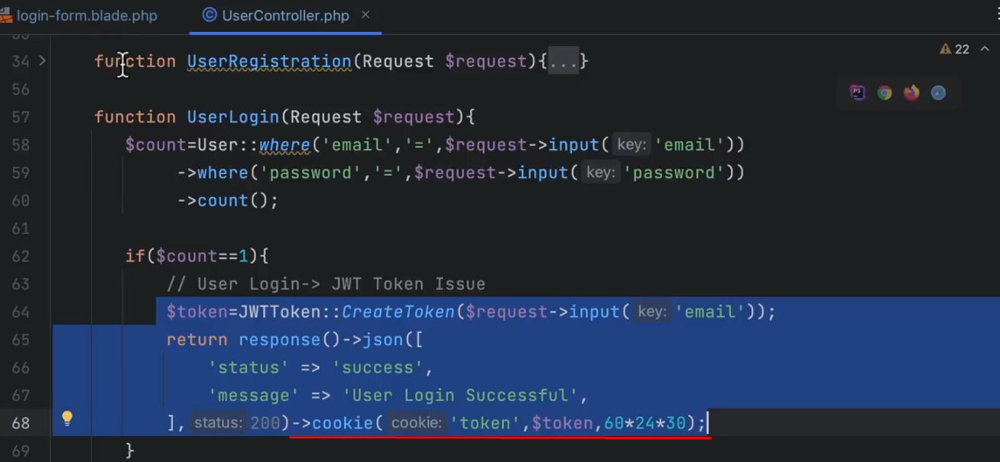 login-form.blade.php UserController.php ×
34 function UserRegistration(Request $request){...}
22
56
57 function UserLogin(Request $request){
58 $count=User::where('email','=',$request->input( key: 'email'))
59 ->where('password','=',$request->input( key: 'password'))
60 ->count();
61
62 if($count==1){
63 // User Login-> JWT Token Issue
64 $token=JWTToken::CreateToken($request->input( key: 'email'));
65 return response()->json([
66 'status' => 'success',
67 'message' => 'User Login Successful',
68 ], status: 200)->cookie( cookie: 'token',$token,60*24*30);
69 }